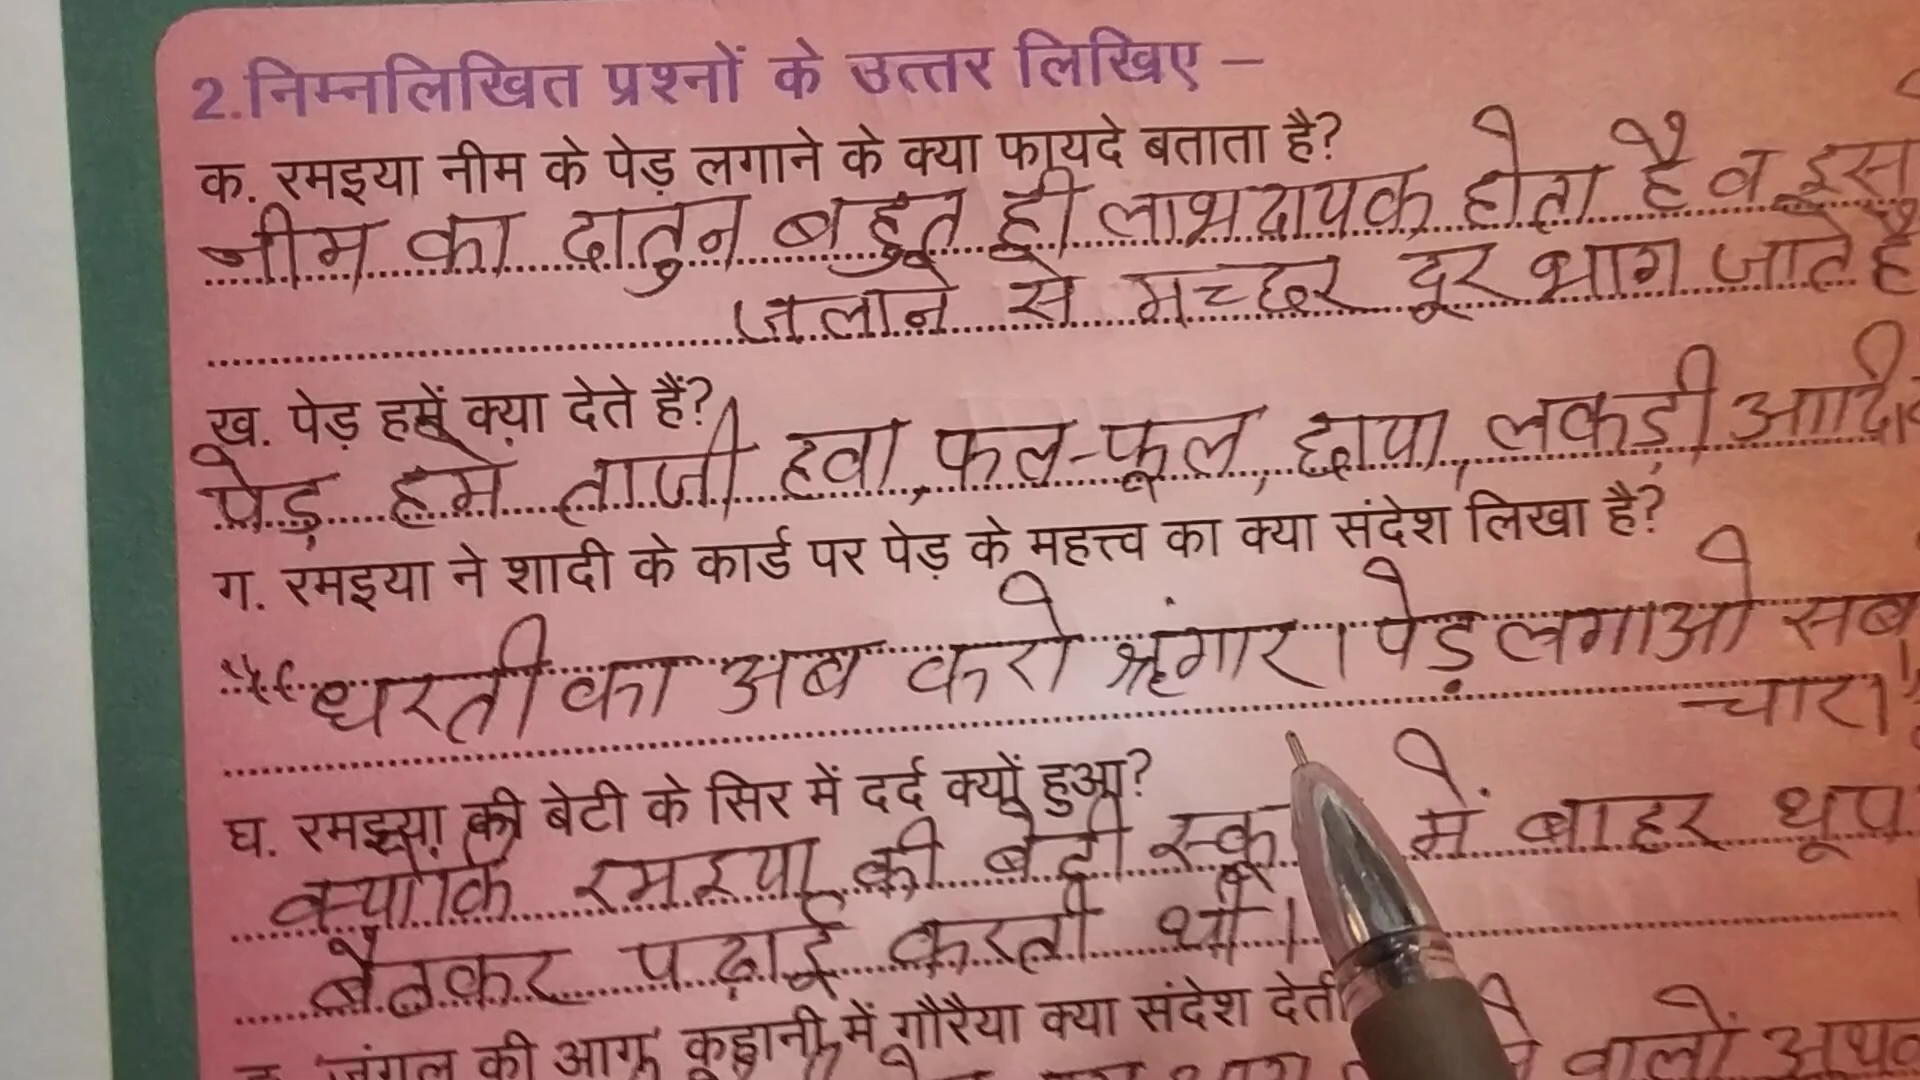 2.निम्नलिखित प्रश्नों के उत्तर लिखिए –
क. रमइया नीम के पेड़ लगाने के क्या फायदे बताता है?
नीम का दातुन बहुत ही लाभदायक होता है व इस
जलाने से मच्छर दूर भाग जाते है
ख. पेड़ हमें क्या देते हैं?
पेड़ हमें ताजी हवा, फल-फूल, छाया, लकड़ी आदि
ग. रमइया ने शादी के कार्ड पर पेड़ के महत्त्व का क्या संदेश लिखा है?
"धरती का अब करो श्रृंगार। पेड़ लगाओ सब
चार।"
घ. रमइया की बेटी के सिर में दर्द क्यों हुआ?
क्योंकि रमइया की बेटी स्कू में बाहर धूप
बैठकर पढ़ाई करती थी।
जंगल की आग कहानी में गौरैया क्या संदेश देती
वालों